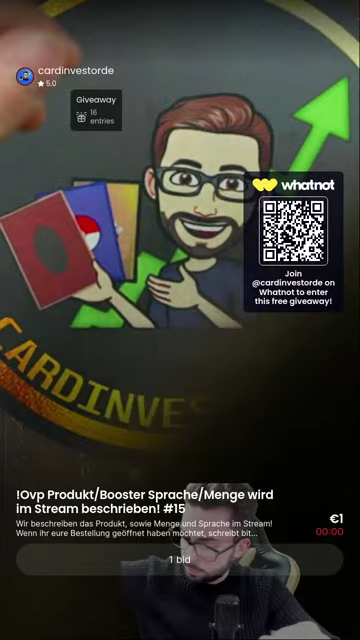 cardinvestorde
5.0
Giveaway
16
entries
whatnot
Join
@cardinvestorde on
Whatnot to enter
this free giveaway!
CARDINVES
!Ovp Produkt/Booster Sprache/Menge wird
im Stream beschrieben! #15
Wir beschreiben das Produkt, sowie Menge und Sprache im Stream!
Wenn ihr eure Bestellung geöffnet haben möchtet, schreibt bit...
€1
00:00
1 bid